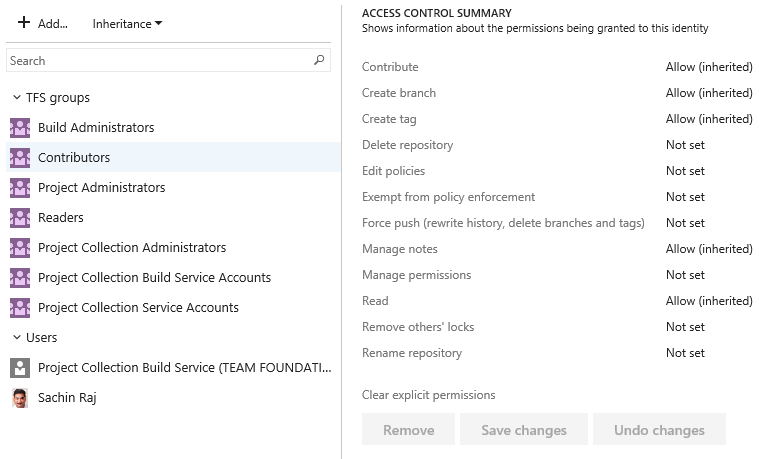 Add...
Inheritance
Search
TFS groups
Build Administrators
Contributors
Project Administrators
Readers
Project Collection Administrators
Project Collection Build Service Accounts
Project Collection Service Accounts
Users
Project Collection Build Service (TEAM FOUNDATI...
Sachin Raj
ACCESS CONTROL SUMMARY
Shows information about the permissions being granted to this identity
Contribute Allow (inherited)
Create branch Allow (inherited)
Create tag Allow (inherited)
Delete repository Not set
Edit policies Not set
Exempt from policy enforcement Not set
Force push (rewrite history, delete branches and tags) Not set
Manage notes Allow (inherited)
Manage permissions Not set
Read Allow (inherited)
Remove others' locks Not set
Rename repository Not set
Clear explicit permissions
Remove Save changes Undo changes